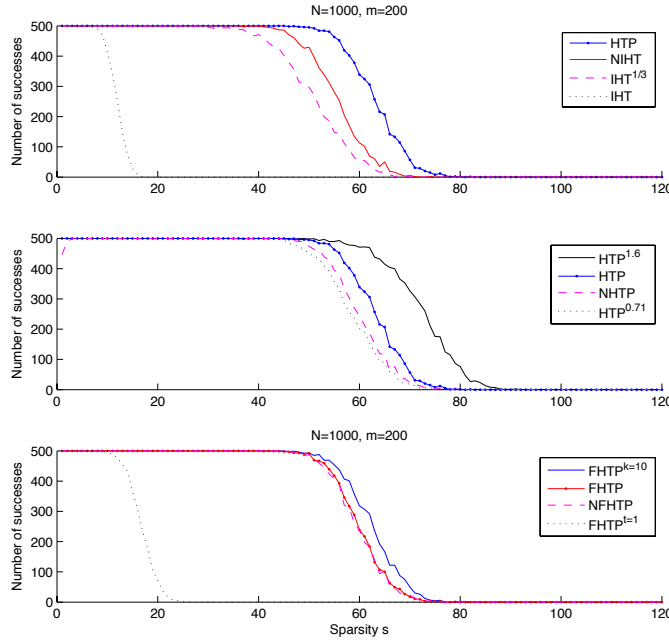 N=1000, m=200
Number of successes
500
400
300
200
100
0
0 20 40 60 80 100 120
HTP
NIHT
IHT^1/3
IHT
Number of successes
500
400
300
200
100
0
0 20 40 60 80 100 120
HTP^1.6
HTP
NHTP
HTP^0.71
N=1000, m=200
Number of successes
500
400
300
200
100
0
0 20 40 60 80 100 120
Sparsity s
FHTP^k=10
FHTP
NFHTP
FHTP^t=1